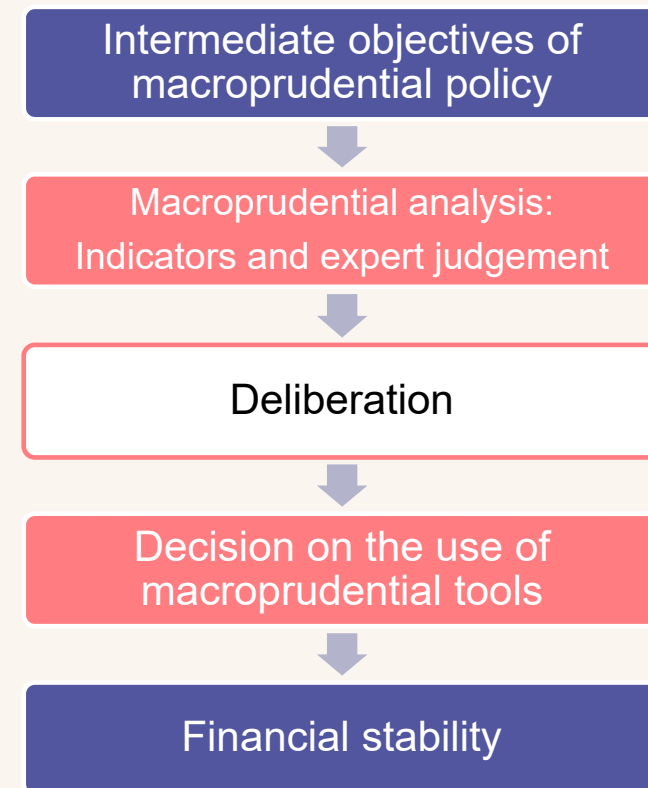 Intermediate objectives of
macroprudential policy
Macroprudential analysis:
Indicators and expert judgement
Deliberation
Decision on the use of
macroprudential tools
Financial stability